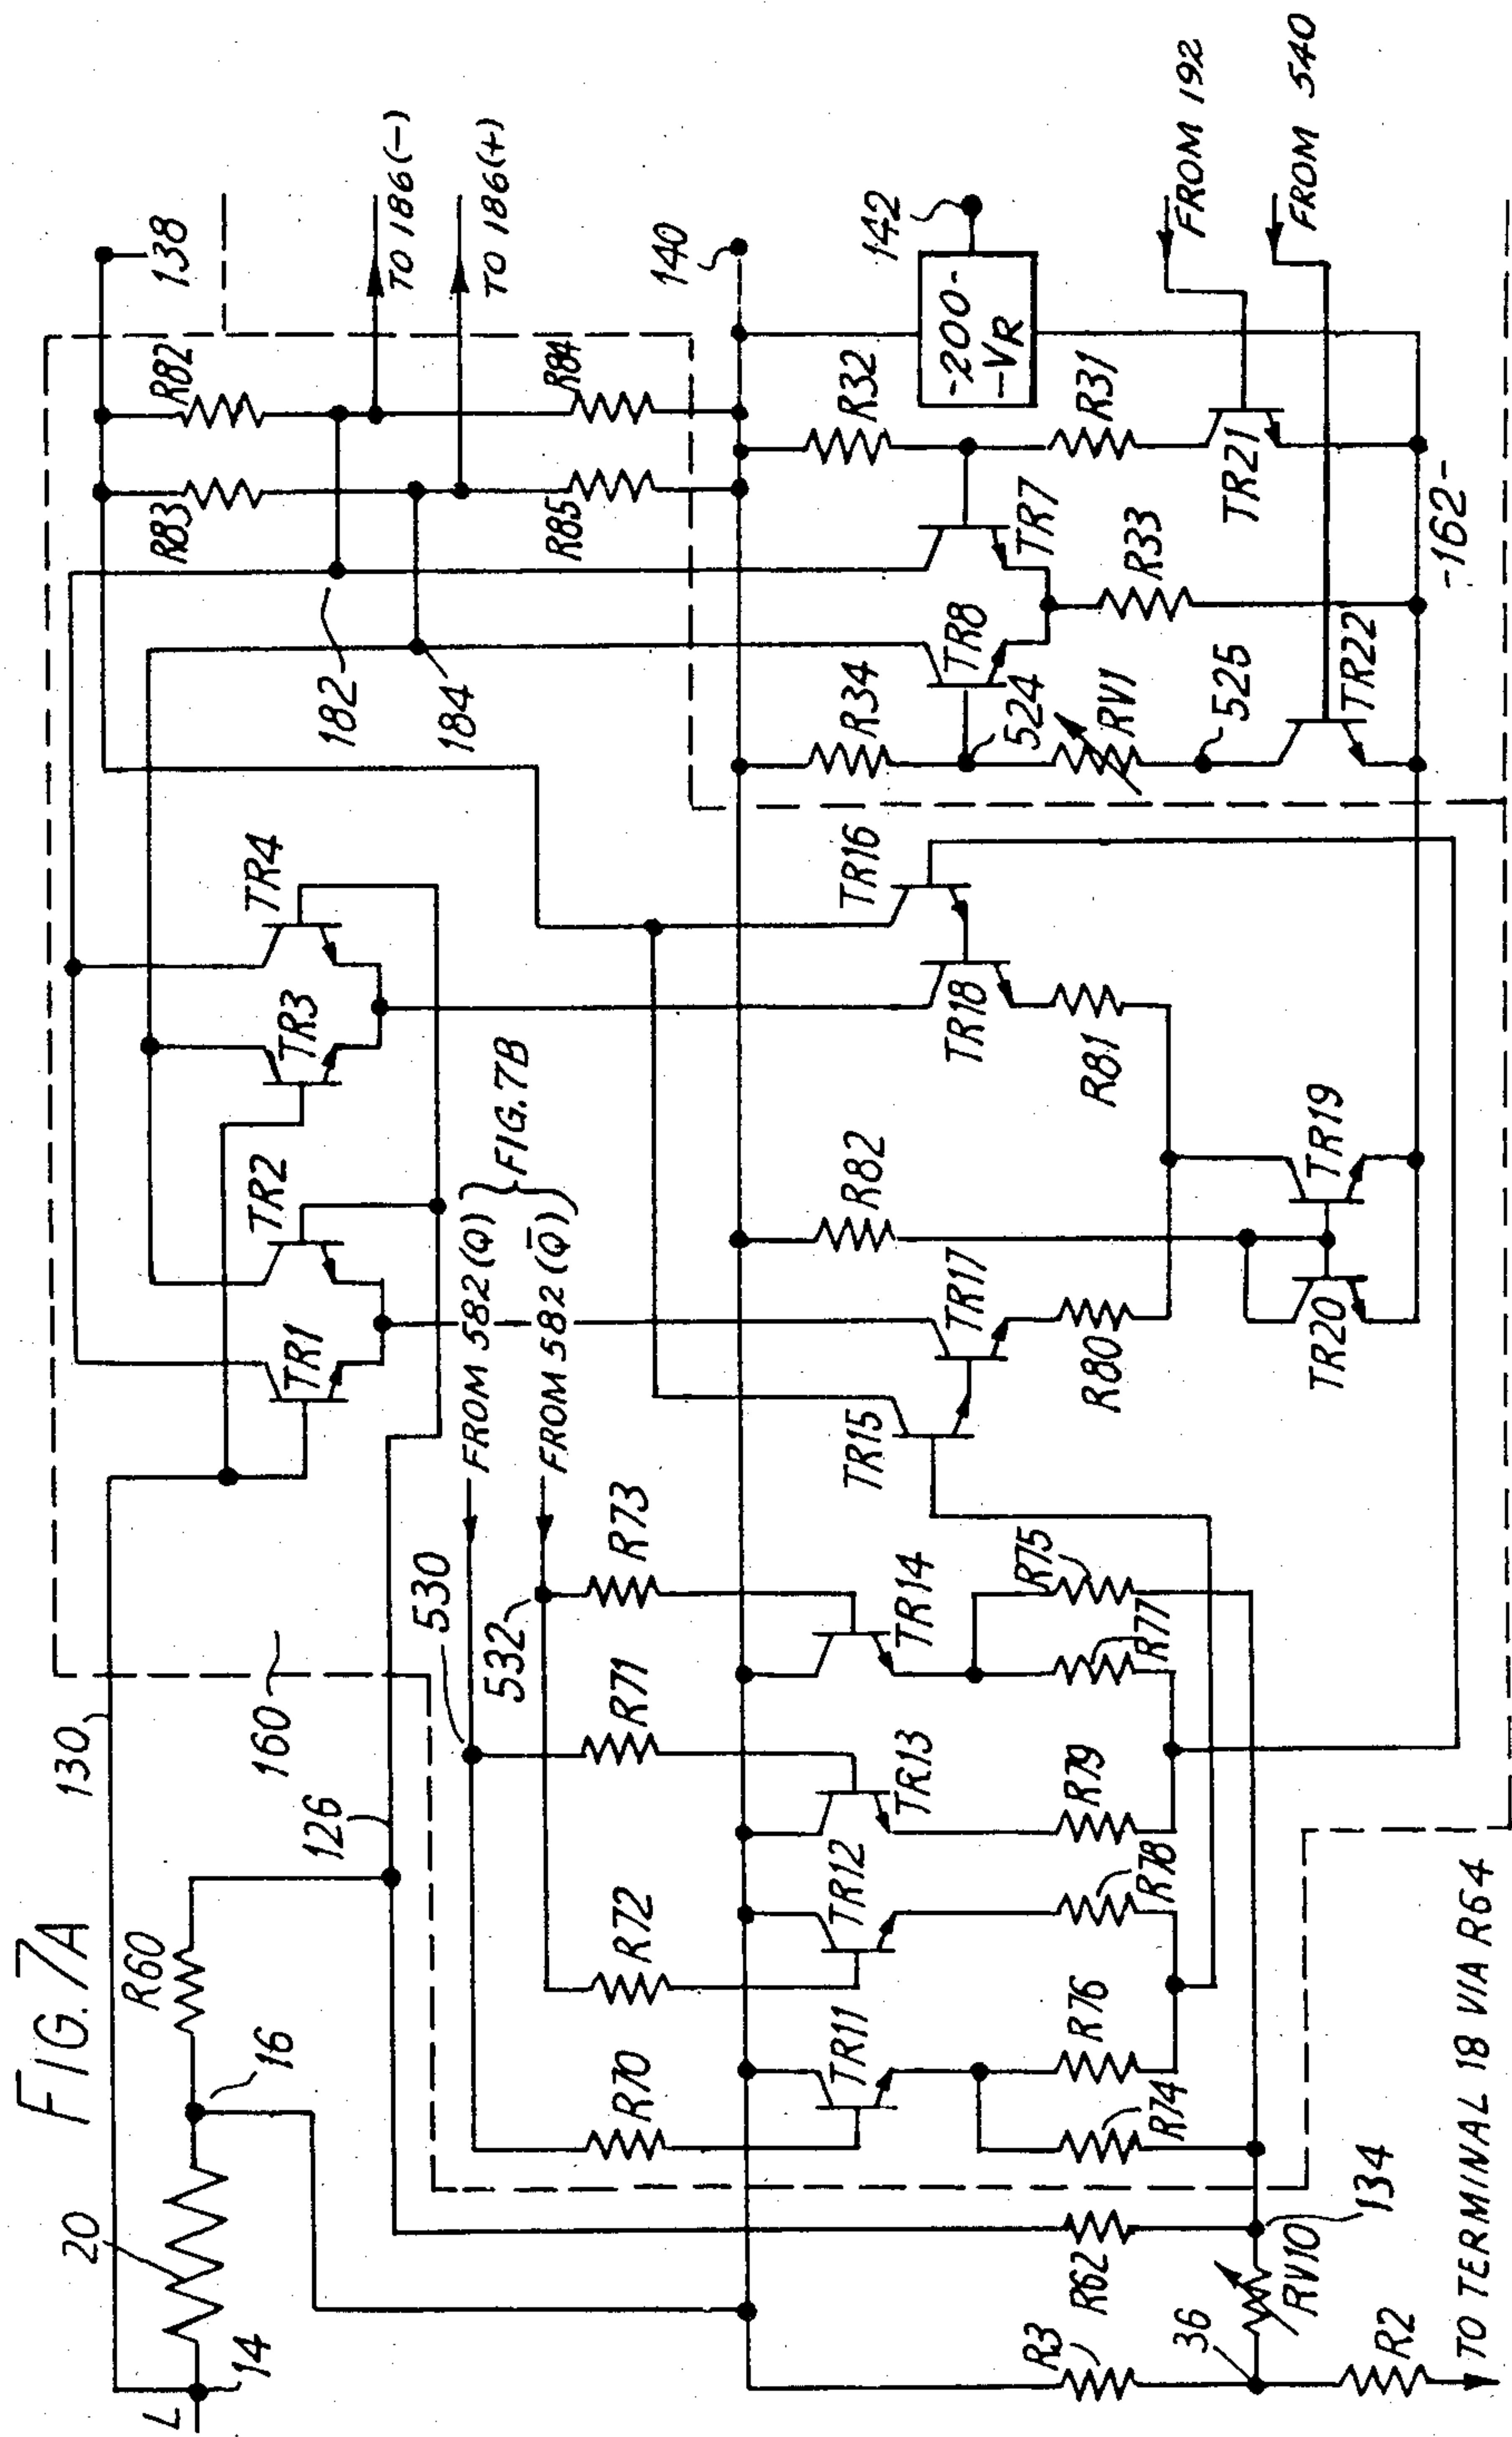 FIG. 7A
L
14
20
16
R60
130
126
160
530
532
FROM 582 (Q)
FROM 582 (Q̄)
FIG. 7B
TR1
TR2
TR3
TR4
182
184
R83
R82
R85
R84
138
TO 186 (-)
TO 186 (+)
140
142
-200-
-VR
R70
R72
R71
R73
TR11
TR12
TR13
TR14
R74
R76
R78
R79
R77
R75
TR15
TR17
R82
TR16
TR18
R80
R81
TR20
TR19
R34
TR8
TR7
R32
524
RV1
525
R33
R31
TR22
TR21
FROM 192
FROM 540
-162-
R3
R62
36
RV10
134
R2
TO TERMINAL 18 VIA R64